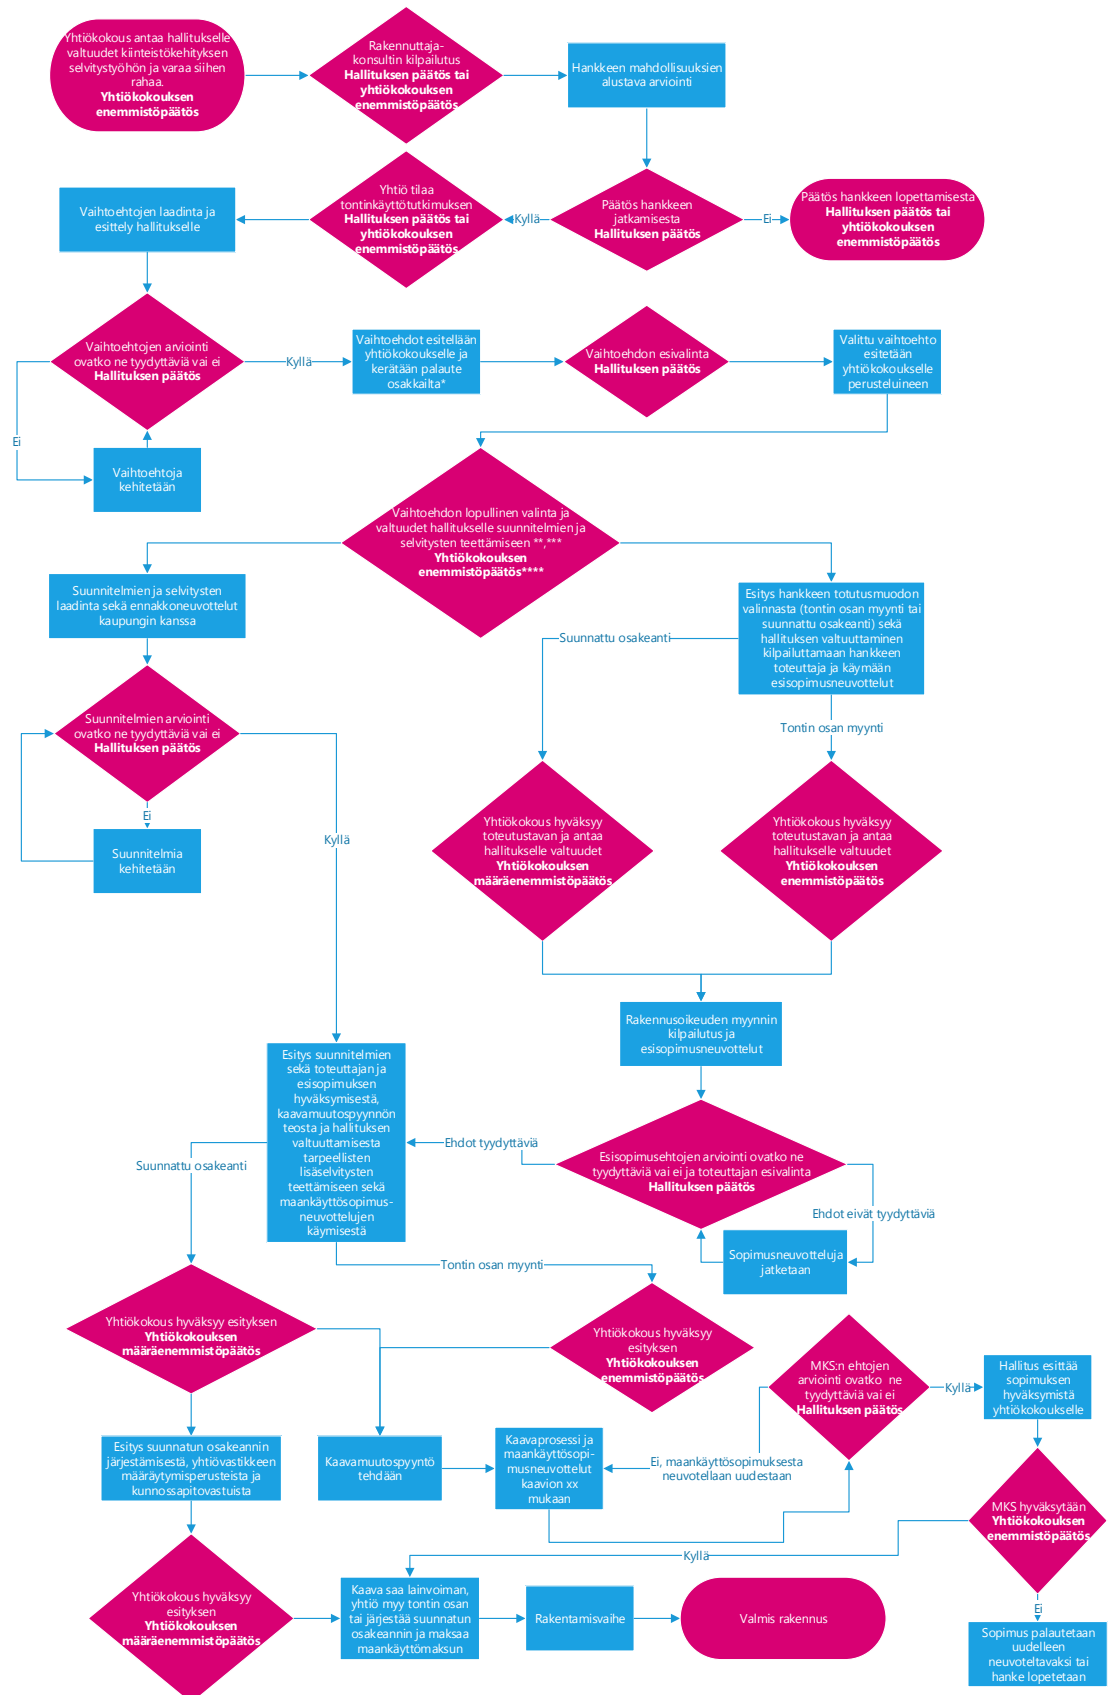 Yhtiökokous antaa hallitukselle
valtuudet kiinteistökehityksen
selvitystyöhön ja varaa siihen
rahaa.
Yhtiökokouksen
enemmistöpäätös
Rakennuttaja-
konsultin kilpailutus
Hallituksen päätös tai
yhtiökokouksen
enemmistöpäätös
Hankkeen mahdollisuuksien
alustava arviointi
Vaihtoehtojen laadinta ja
esittely hallitukselle
Yhtiö tilaa
tontinkäyttötutkimuksen
Hallituksen päätös tai
yhtiökokouksen
enemmistöpäätös
Kyllä
Päätös hankkeen
jatkamisesta
Hallituksen päätös
Ei
Päätös hankkeen lopettamisesta
Hallituksen päätös tai
yhtiökokouksen
enemmistöpäätös
Vaihtoehtojen arviointi
ovatko ne tyydyttäviä vai ei
Hallituksen päätös
Kyllä
Vaihtoehdot esitellään
yhtiökokoukselle ja
kerätään palaute
osakkailta*
Vaihtoehdon esivalinta
Hallituksen päätös
Valittu vaihtoehto
esitetään
yhtiökokoukselle
perusteluineen
Ei
Vaihtoehtoja
kehitetään
Vaihtoehdon lopullinen valinta ja
valtuudet hallitukselle suunnitelmien ja
selvitysten teettämiseen **,***
Yhtiökokouksen
enemmistöpäätös****
Suunnitelmien ja selvitysten
laadinta sekä ennakkoneuvottelut
kaupungin kanssa
Esitys hankkeen totutusmuodon
valinnasta (tontin osan myynti tai
suunnattu osakeanti) sekä
hallituksen valtuuttaminen
kilpailuttamaan hankkeen
toteuttaja ja käymään
esisopimusneuvottelut
Suunnattu osakeanti
Suunnitelmien arviointi
ovatko ne tyydyttäviä vai ei
Hallituksen päätös
Tontin osan myynti
Ei
Suunnitelmia
kehitetään
Kyllä
Yhtiökokous hyväksyy
toteutustavan ja antaa
hallitukselle valtuudet
Yhtiökokouksen
määräenemmistöpäätös
Yhtiökokous hyväksyy
toteutustavan ja antaa
hallitukselle valtuudet
Yhtiökokouksen
enemmistöpäätös
Rakennusoikeuden myynnin
kilpailutus ja
esisopimusneuvottelut
Esitys suunnitelmien
sekä toteuttajan ja
esisopimuksen
hyväksymisestä,
kaavamuutospyynnön
teosta ja hallituksen
valtuuttamisesta
tarpeellisten
lisäselvitysten
teettämiseen sekä
maankäyttösopimus-
neuvottelujen
käymisestä
Ehdot tyydyttäviä
Esisopimusehtojen arviointi ovatko ne
tyydyttäviä vai ei ja toteuttajan esivalinta
Hallituksen päätös
Suunnattu osakeanti
Ehdot eivät tyydyttäviä
Sopimusneuvotteluja
jatketaan
Tontin osan myynti
Yhtiökokous hyväksyy esityksen
Yhtiökokouksen
määräenemmistöpäätös
Yhtiökokous hyväksyy
esityksen
Yhtiökokouksen
enemmistöpäätös
MKS:n ehtojen
arviointi ovatko  ne
tyydyttäviä vai ei
Hallituksen päätös
Kyllä
Hallitus esittää
sopimuksen
hyväksymistä
yhtiökokoukselle
Esitys suunnatun osakeannin
järjestämisestä, yhtiövastikkeen
määräytymisperusteista ja
kunnossapitovastuista
Kaavamuutospyyntö
tehdään
Kaavaprosessi ja
maankäyttösopi-
musneuvottelut
kaavion xx
mukaan
Ei, maankäyttösopimuksesta
neuvotellaan uudestaan
MKS hyväksytään
Yhtiökokouksen
enemmistöpäätös
Kyllä
Yhtiökokous hyväksyy
esityksen
Yhtiökokouksen
määräenemmistöpäätös
Kaava saa lainvoiman,
yhtiö myy tontin osan
tai järjestää suunnatun
osakeannin ja maksaa
maankäyttömaksun
Rakentamisvaihe
Valmis rakennus
Ei
Sopimus palautetaan
uudelleen
neuvoteltavaksi tai
hanke lopetetaan